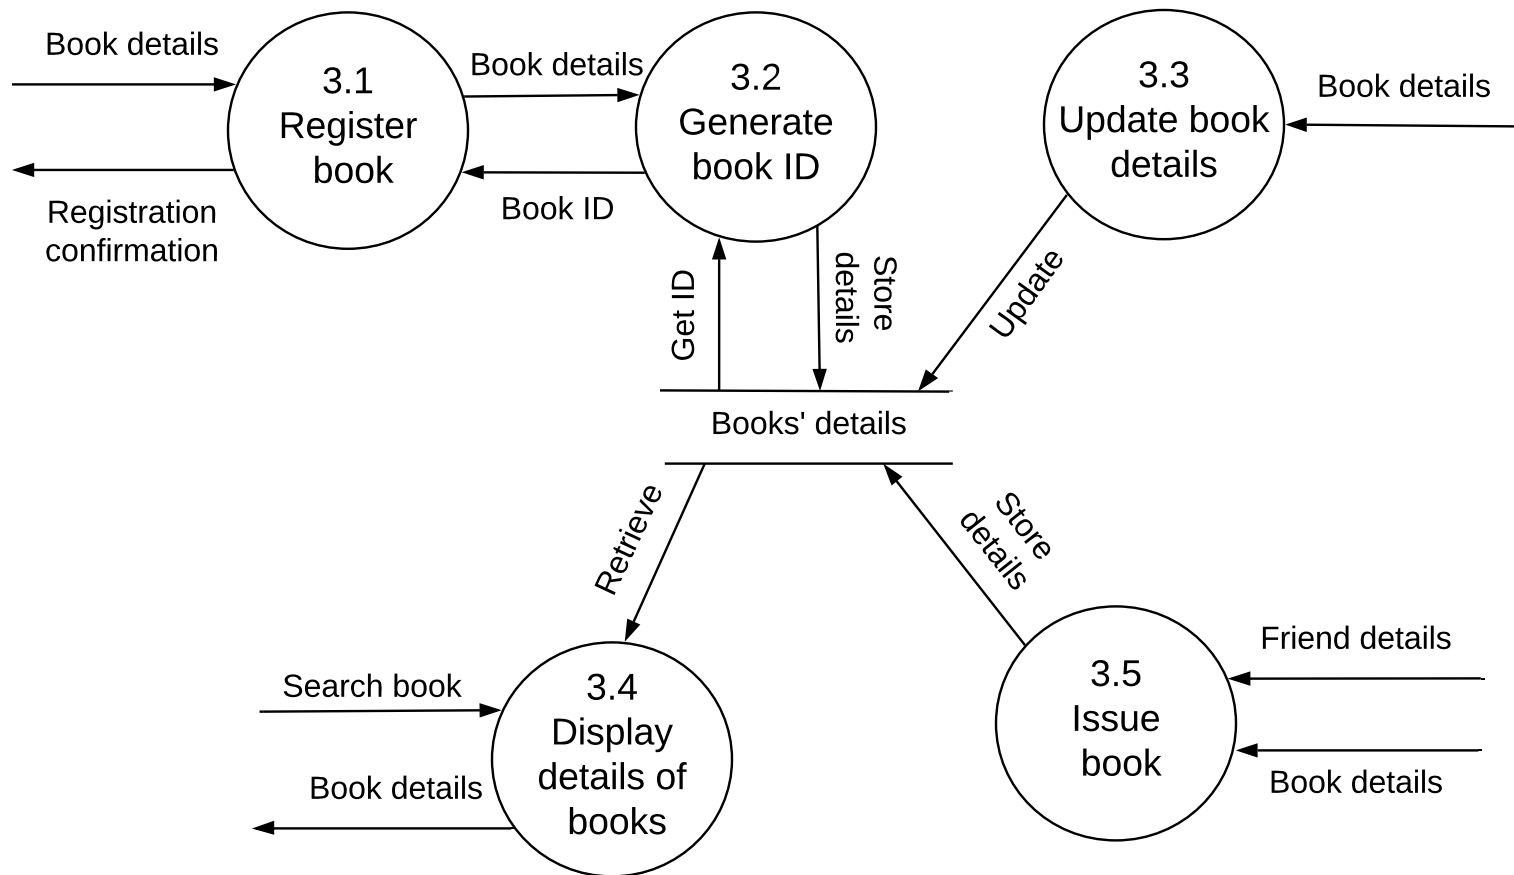 Book details
3.1
Register
book
Registration
confirmation
Book details
Book ID
3.2
Generate
book ID
3.3
Update book
details
Book details
Get ID
Store
details
Update
Books' details
Retrieve
Store
details
Search book
Book details
3.4
Display
details of
books
3.5
Issue
book
Friend details
Book details